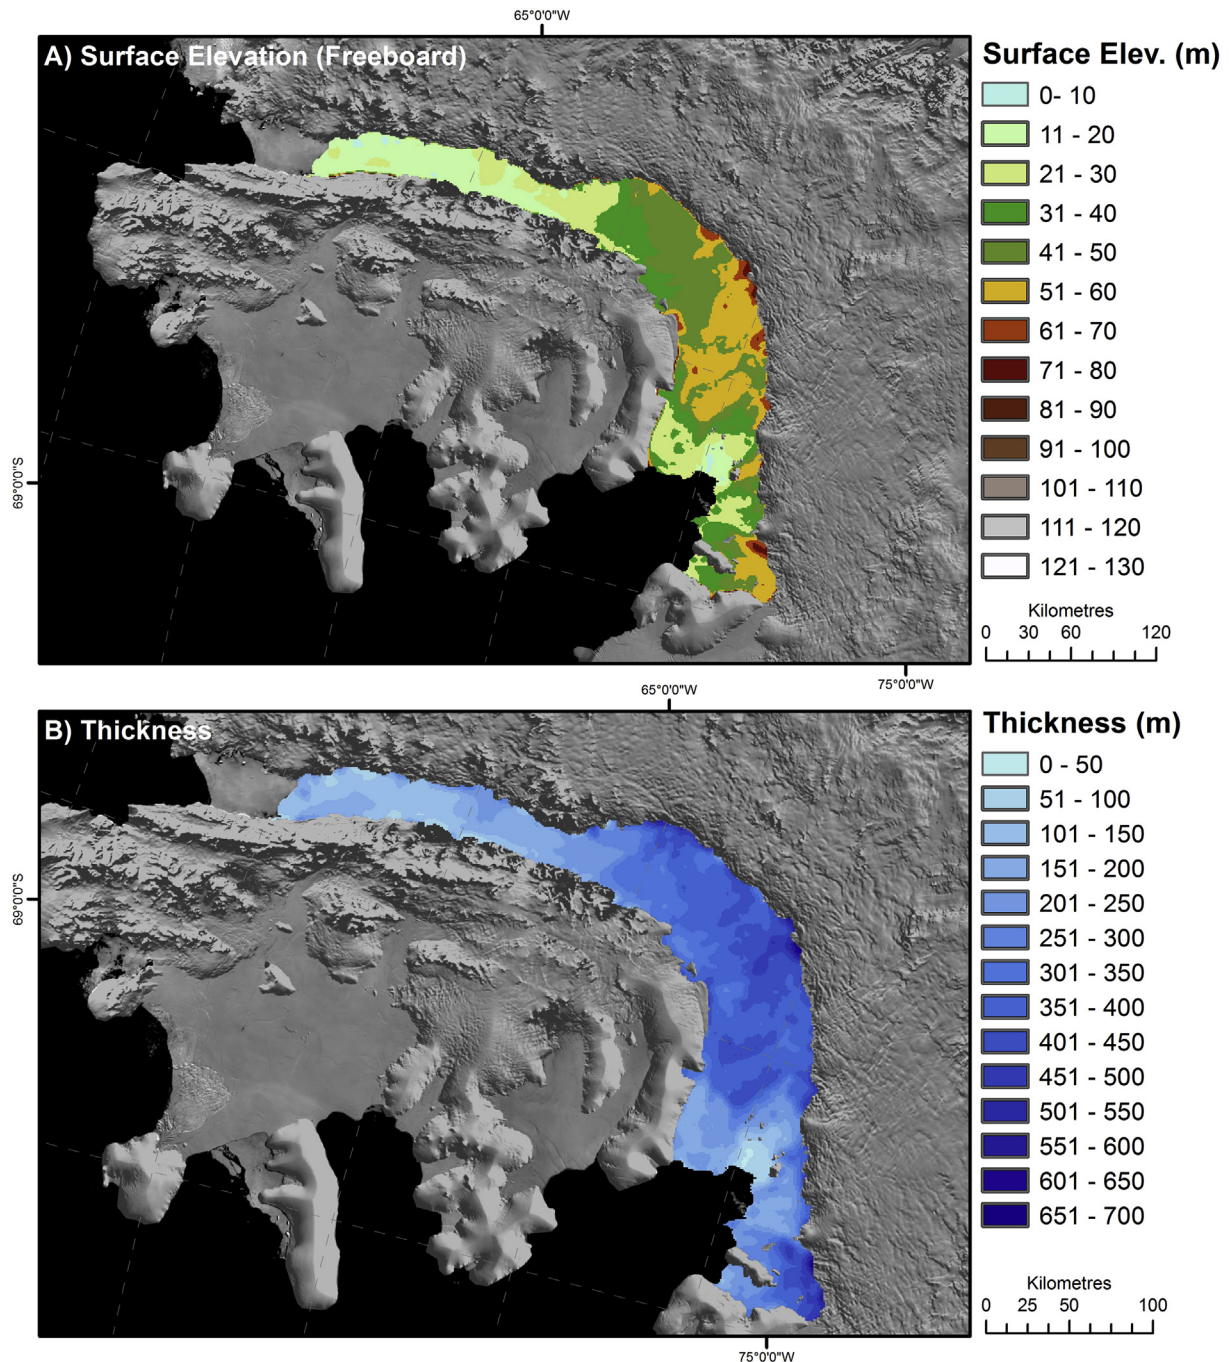 65°0'0"W
A) Surface Elevation (Freeboard)
69°0'0"S
75°0'0"W
Surface Elev. (m)
0- 10
11 - 20
21 - 30
31 - 40
41 - 50
51 - 60
61 - 70
71 - 80
81 - 90
91 - 100
101 - 110
111 - 120
121 - 130
Kilometres
0 30 60 120
65°0'0"W
B) Thickness
69°0'0"S
75°0'0"W
Thickness (m)
0 - 50
51 - 100
101 - 150
151 - 200
201 - 250
251 - 300
301 - 350
351 - 400
401 - 450
451 - 500
501 - 550
551 - 600
601 - 650
651 - 700
Kilometres
0 25 50 100